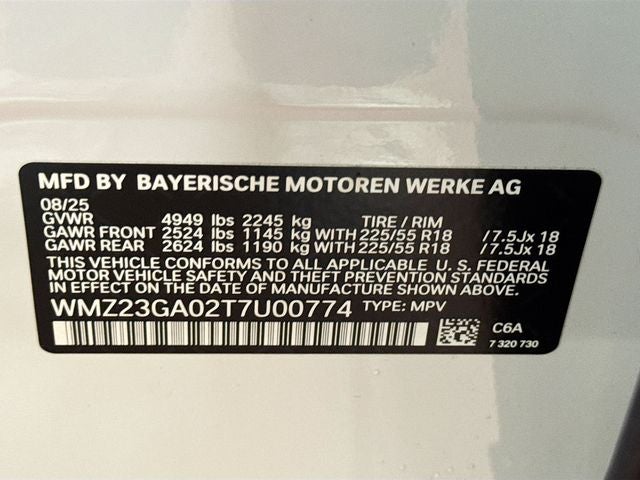 MFD BY BAYERISCHE MOTOREN WERKE AG
08/25
GVWR 4949 lbs 2245 kg TIRE / RIM
GAWR FRONT 2524 lbs 1145 kg WITH 225/55 R18 /7.5Jx 18
GAWR REAR 2624 lbs 1190 kg WITH 225/55 R18 /7.5Jx 18
THIS VEHICLE CONFORMS TO ALL APPLICABLE U.S. FEDERAL
MOTOR VEHICLE SAFETY AND THEFT PREVENTION STANDARDS
IN EFFECT ON THE DATE OF MANUFACTURE SHOWN ABOVE.
WMZ23GA02T7U00774 TYPE: MPV
C6A
7 320 730